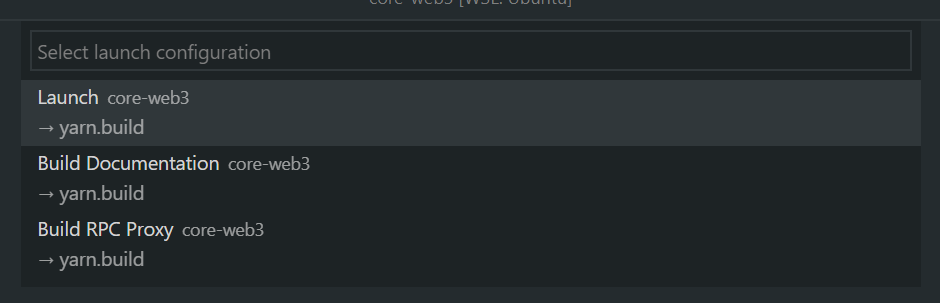 core-web3 [WSL: Ubuntu]
Select launch configuration
Launch core-web3
→ yarn.build
Build Documentation core-web3
→ yarn.build
Build RPC Proxy core-web3
→ yarn.build